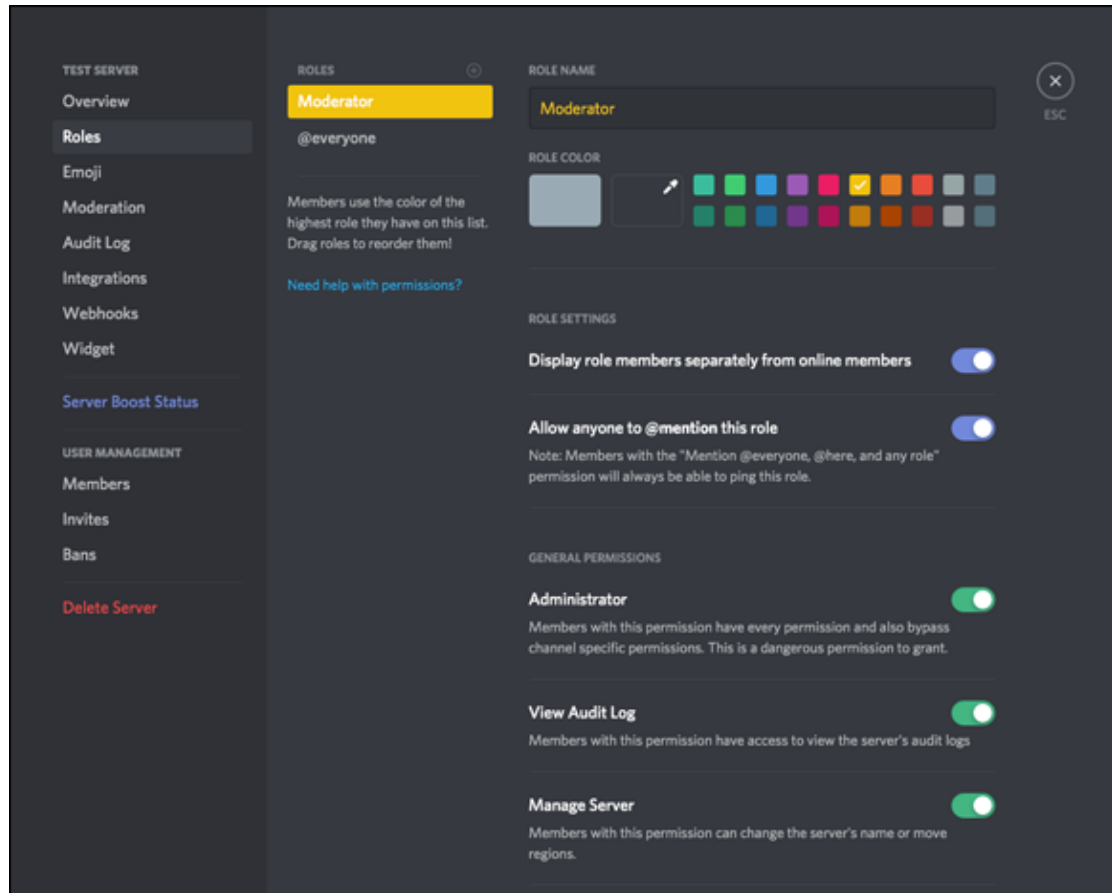 TEST SERVER
Overview
Roles
Emoji
Moderation
Audit Log
Integrations
Webhooks
Widget
Server Boost Status
USER MANAGEMENT
Members
Invites
Bans
Delete Server
ROLES
Moderator
@everyone
Members use the color of the
highest role they have on this list.
Drag roles to reorder them!
Need help with permissions?
ROLE NAME
Moderator
ROLE COLOR
ROLE SETTINGS
Display role members separately from online members
Allow anyone to @mention this role
Note: Members with the "Mention @everyone, @here, and any role"
permission will always be able to ping this role.
GENERAL PERMISSIONS
Administrator
Members with this permission have every permission and also bypass
channel specific permissions. This is a dangerous permission to grant.
View Audit Log
Members with this permission have access to view the server's audit logs
Manage Server
Members with this permission can change the server's name or move
regions.
ESC